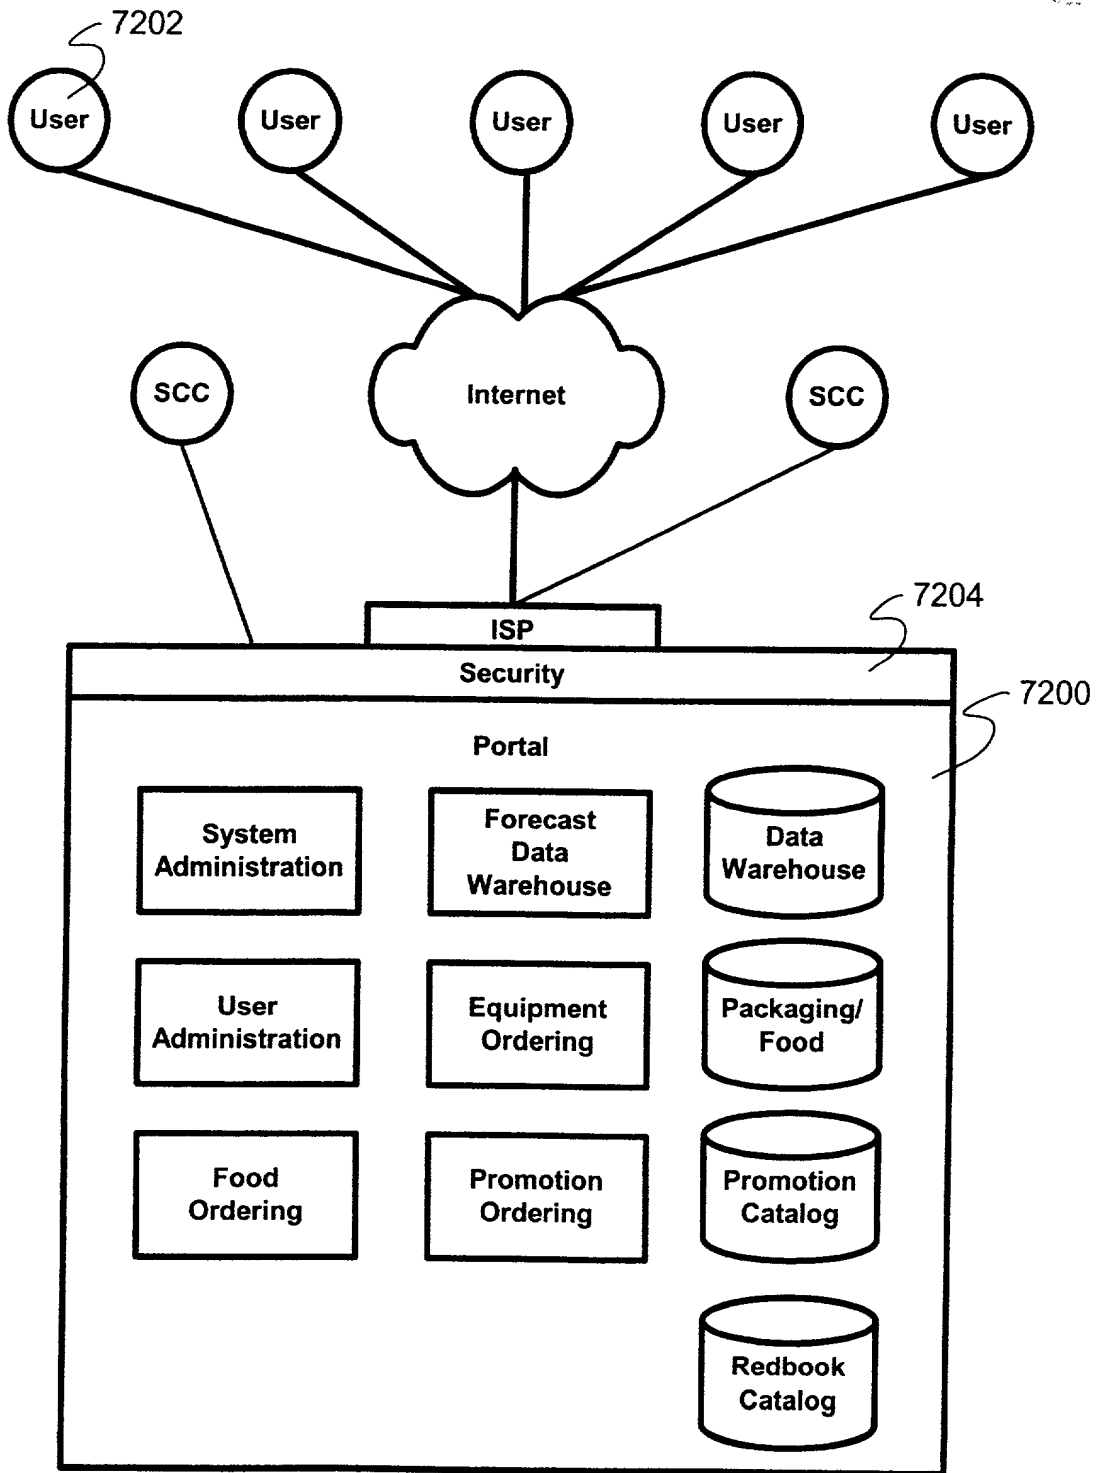 7202
User
User
User
User
User
SCC
Internet
SCC
7204
ISP
Security
7200
Portal
System
Administration
Forecast
Data
Warehouse
Data
Warehouse
User
Administration
Equipment
Ordering
Packaging/
Food
Food
Ordering
Promotion
Ordering
Promotion
Catalog
Redbook
Catalog